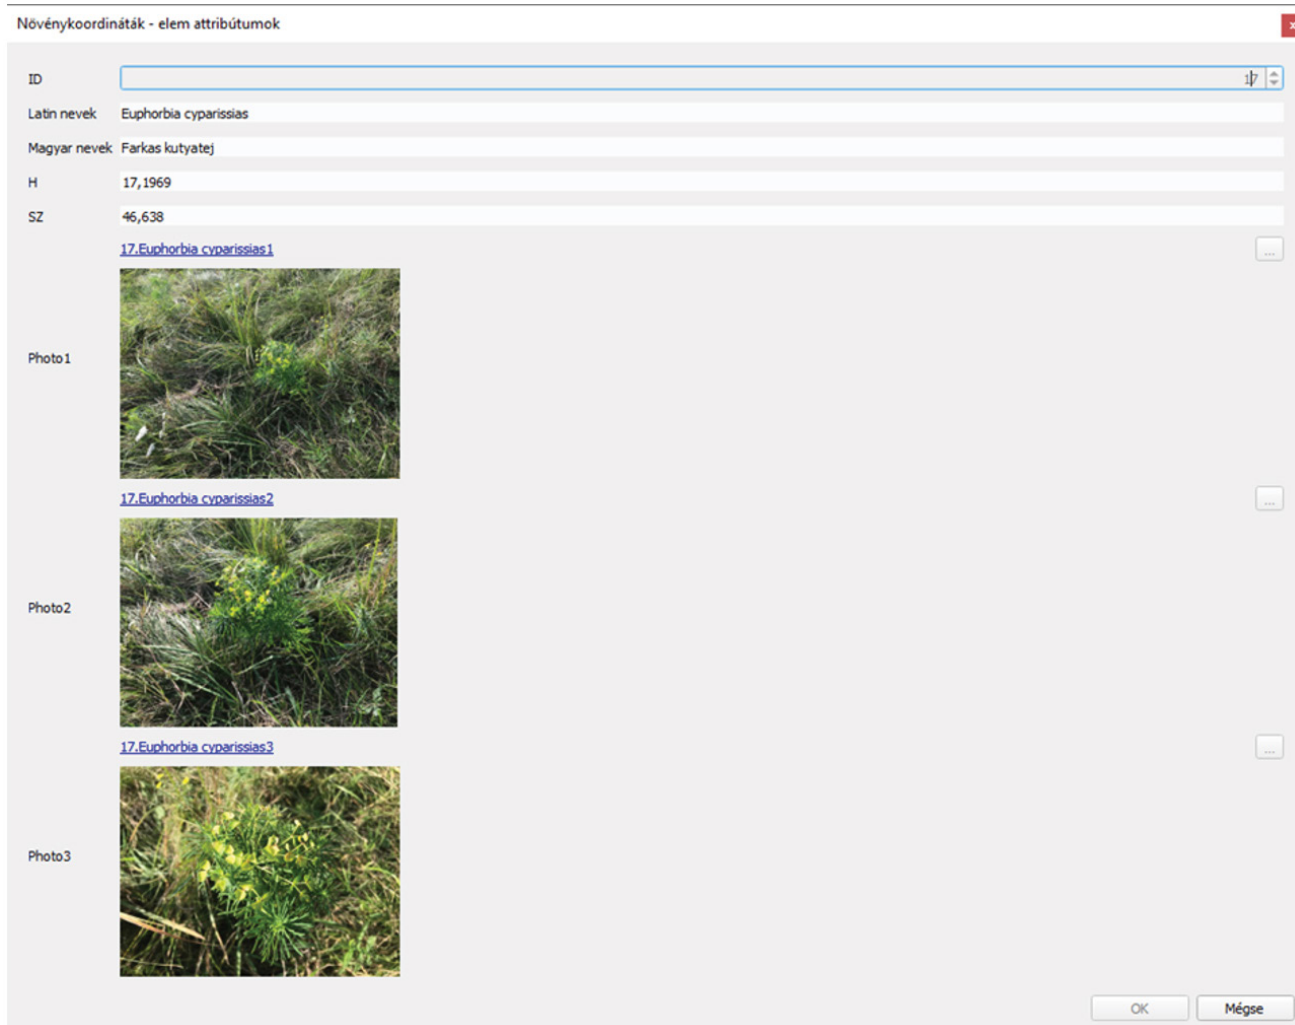 Növénykoordináták - elem attribútumok
x
ID 17
Latin nevek Euphorbia cyparissias
Magyar nevek Farkas kutyatej
H 17,1969
SZ 46,638
17.Euphorbia cyparissias1 ...
Photo1
17.Euphorbia cyparissias2 ...
Photo2
17.Euphorbia cyparissias3 ...
Photo3
OK Mégse